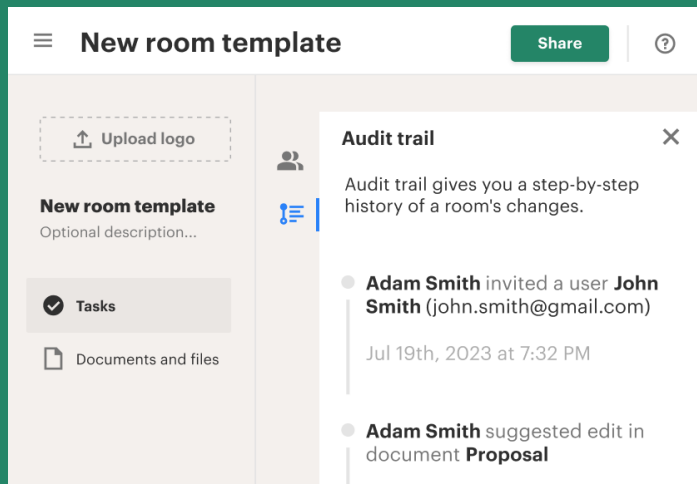 New room template
Share
Upload logo
New room template
Optional description...
Tasks
Documents and files
Audit trail
Audit trail gives you a step-by-step
history of a room's changes.
Adam Smith invited a user John
Smith (john.smith@gmail.com)
Jul 19th, 2023 at 7:32 PM
Adam Smith suggested edit in
document Proposal